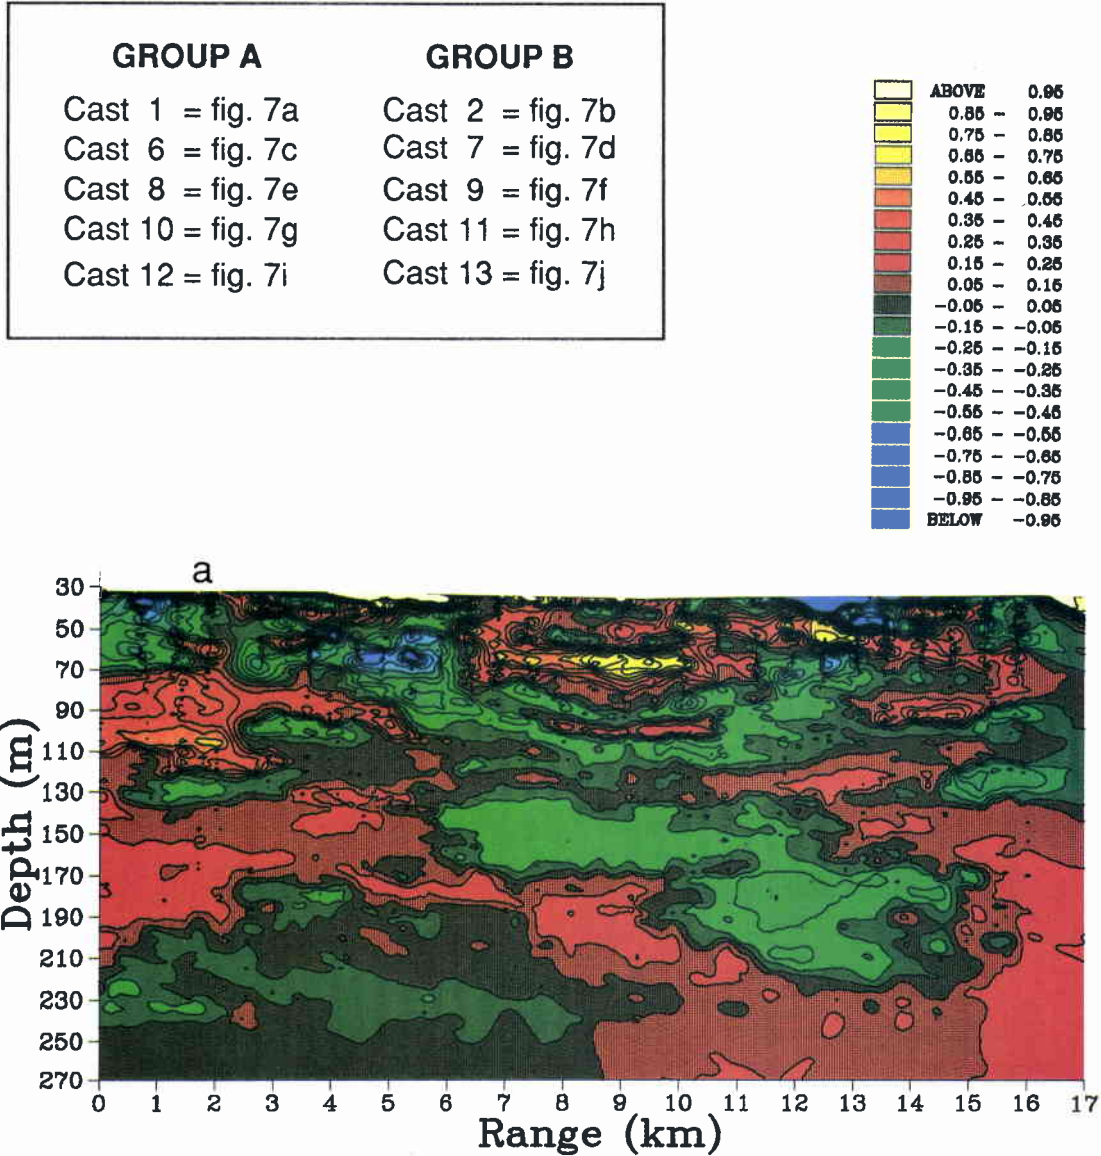 GROUP A GROUP B
Cast 1 = fig. 7a Cast 2 = fig. 7b
Cast 6 = fig. 7c Cast 7 = fig. 7d
Cast 8 = fig. 7e Cast 9 = fig. 7f
Cast 10 = fig. 7g Cast 11 = fig. 7h
Cast 12 = fig. 7i Cast 13 = fig. 7j
ABOVE 0.95
0.85 - 0.95
0.75 - 0.85
0.65 - 0.75
0.55 - 0.65
0.45 - 0.55
0.35 - 0.45
0.25 - 0.35
0.15 - 0.25
0.05 - 0.15
-0.05 - 0.05
-0.15 - -0.05
-0.25 - -0.15
-0.35 - -0.25
-0.45 - -0.35
-0.55 - -0.45
-0.65 - -0.55
-0.75 - -0.65
-0.85 - -0.75
-0.95 - -0.85
BELOW -0.95
a
30
50
70
90
110
130
150
170
190
210
230
250
270
Depth (m)
0 1 2 3 4 5 6 7 8 9 10 11 12 13 14 15 16 17
Range (km)